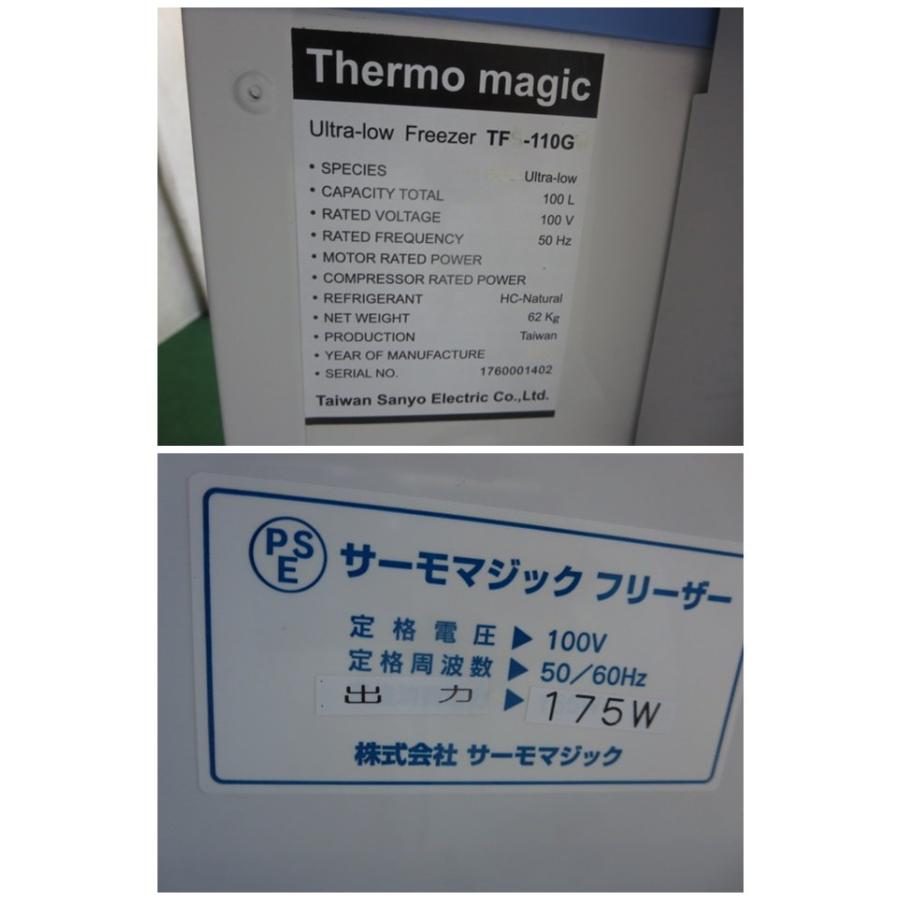 Thermo magic
Ultra-low Freezer TF -110G
• SPECIES Ultra-low
• CAPACITY TOTAL 100 L
• RATED VOLTAGE 100 V
• RATED FREQUENCY 50 Hz
• MOTOR RATED POWER
• COMPRESSOR RATED POWER
• REFRIGERANT HC-Natural
• NET WEIGHT 62 Kg
• PRODUCTION Taiwan
• YEAR OF MANUFACTURE
• SERIAL NO. 1760001402
Taiwan Sanyo Electric Co.,Ltd.
PS
E
サーモマジック フリーザー
定格電圧 ▶ 100V
定格周波数 ▶ 50/60Hz
出力 ▶ 175W
株式会社 サーモマジック